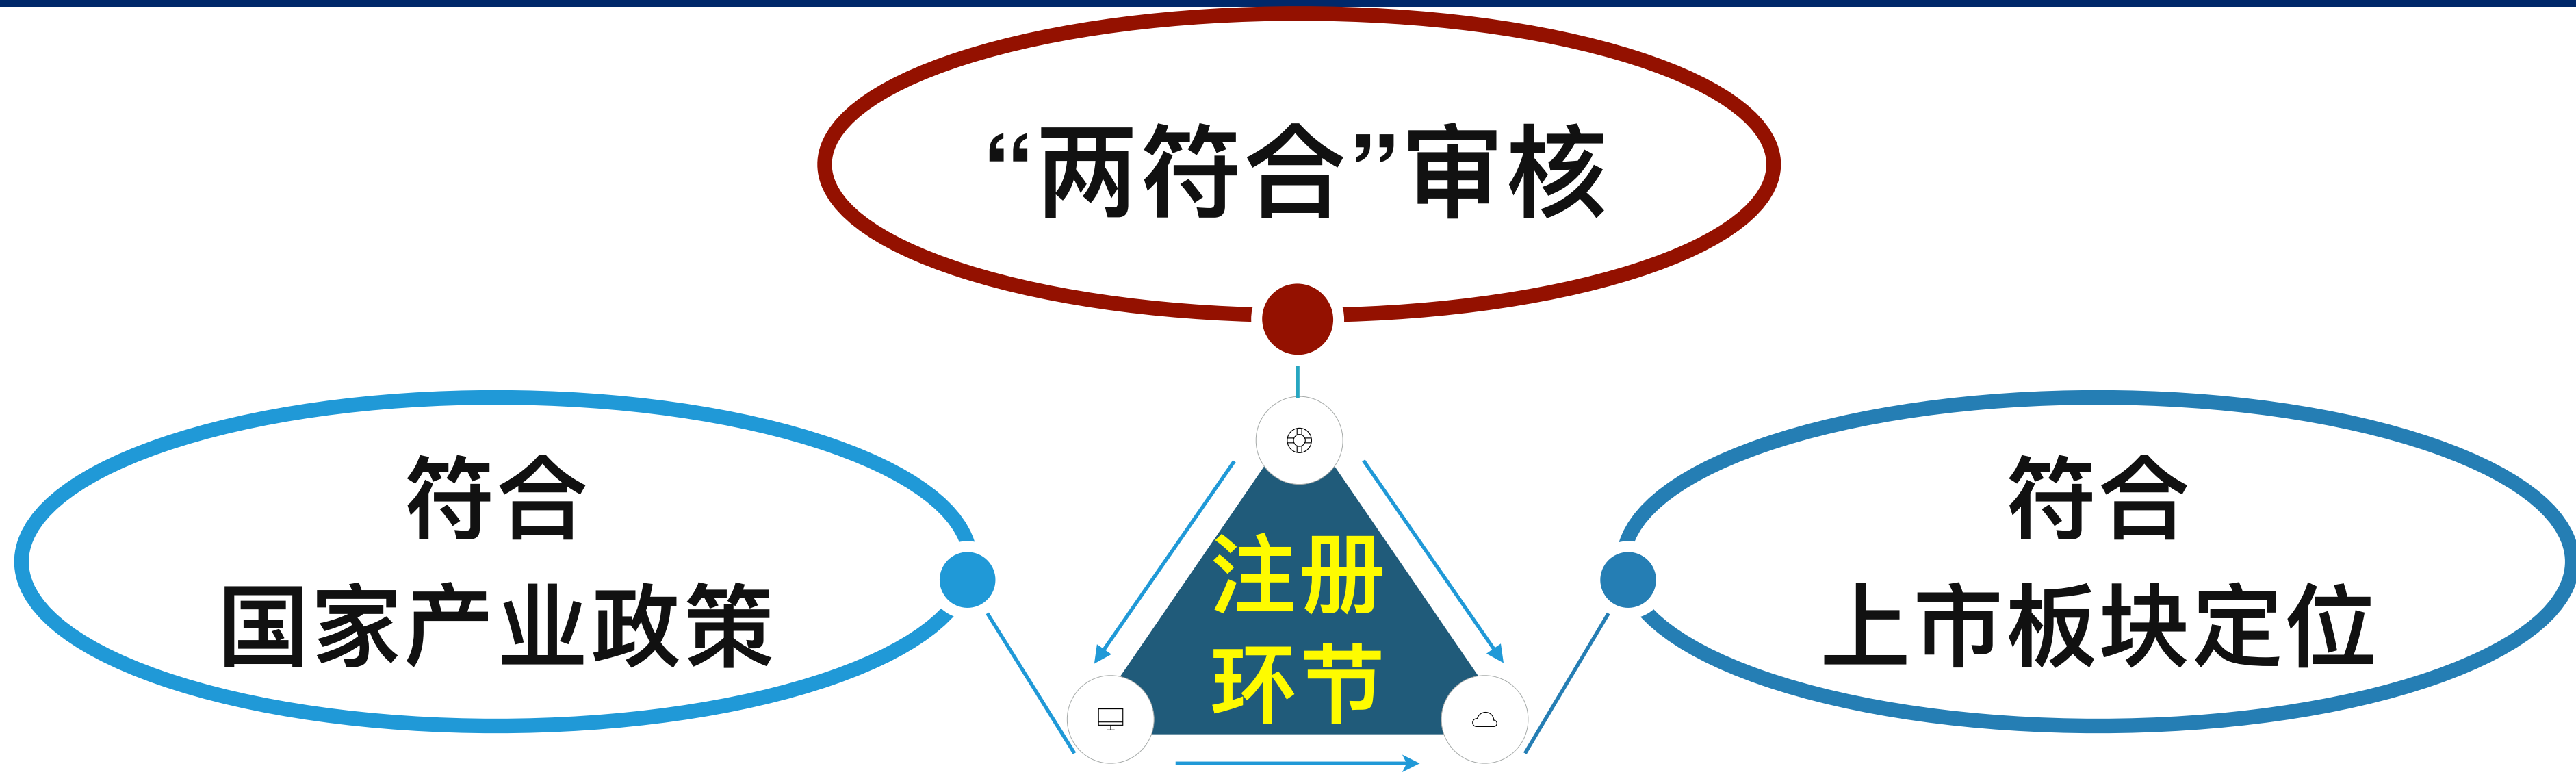 “两符合”审核
符合
国家产业政策
注册
环节
符合
上市板块定位